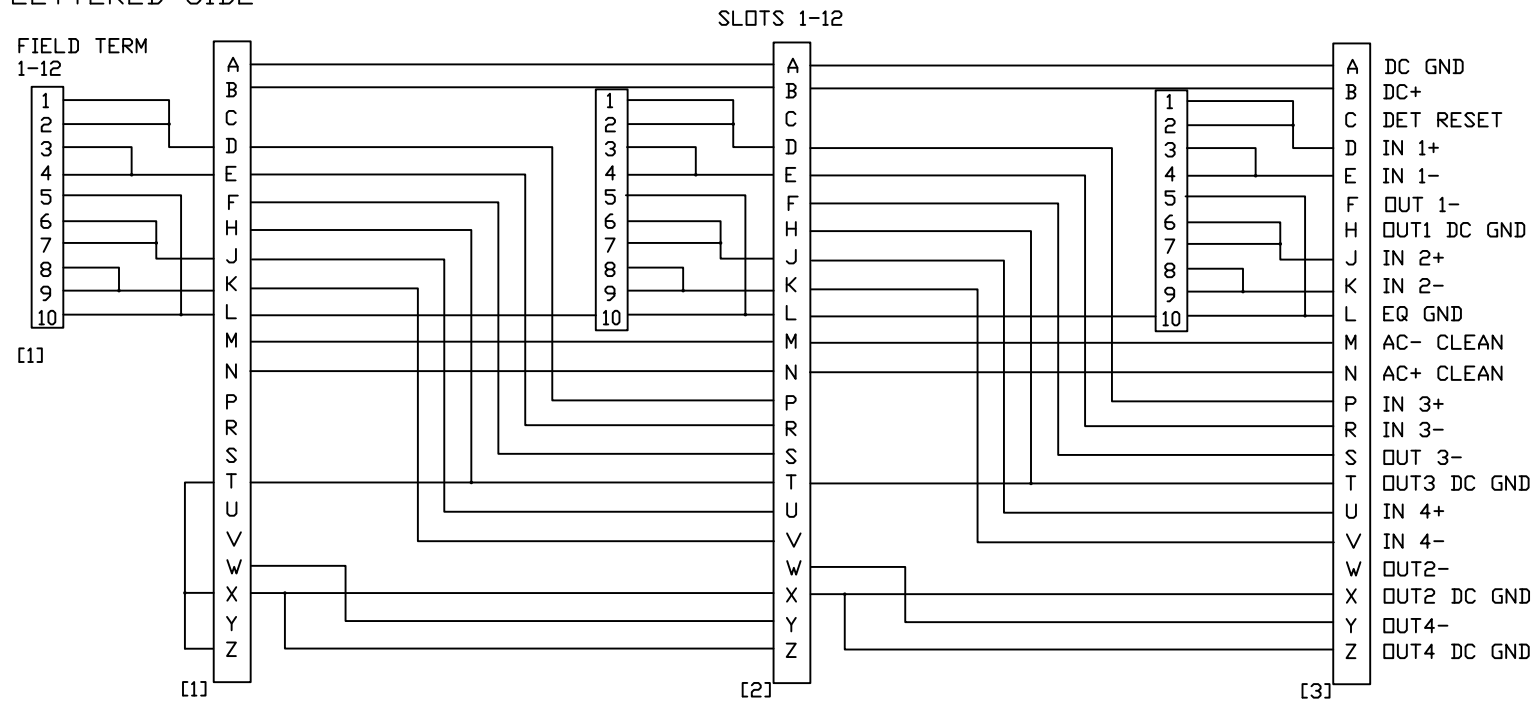 LETTERED SIDE
SLOTS 1-12
FIELD TERM
1-12
1
2
3
4
5
6
7
8
9
10
[1]
A
B
C
D
E
F
H
J
K
L
M
N
P
R
S
T
U
V
W
X
Y
Z
[1]
1
2
3
4
5
6
7
8
9
10
A
B
C
D
E
F
H
J
K
L
M
N
P
R
S
T
U
V
W
X
Y
Z
[2]
1
2
3
4
5
6
7
8
9
10
A DC GND
B DC+
C DET RESET
D IN 1+
E IN 1-
F OUT 1-
H OUT1 DC GND
J IN 2+
K IN 2-
L EQ GND
M AC- CLEAN
N AC+ CLEAN
P IN 3+
R IN 3-
S OUT 3-
T OUT3 DC GND
U IN 4+
V IN 4-
W OUT2-
X OUT2 DC GND
Y OUT4-
Z OUT4 DC GND
[3]